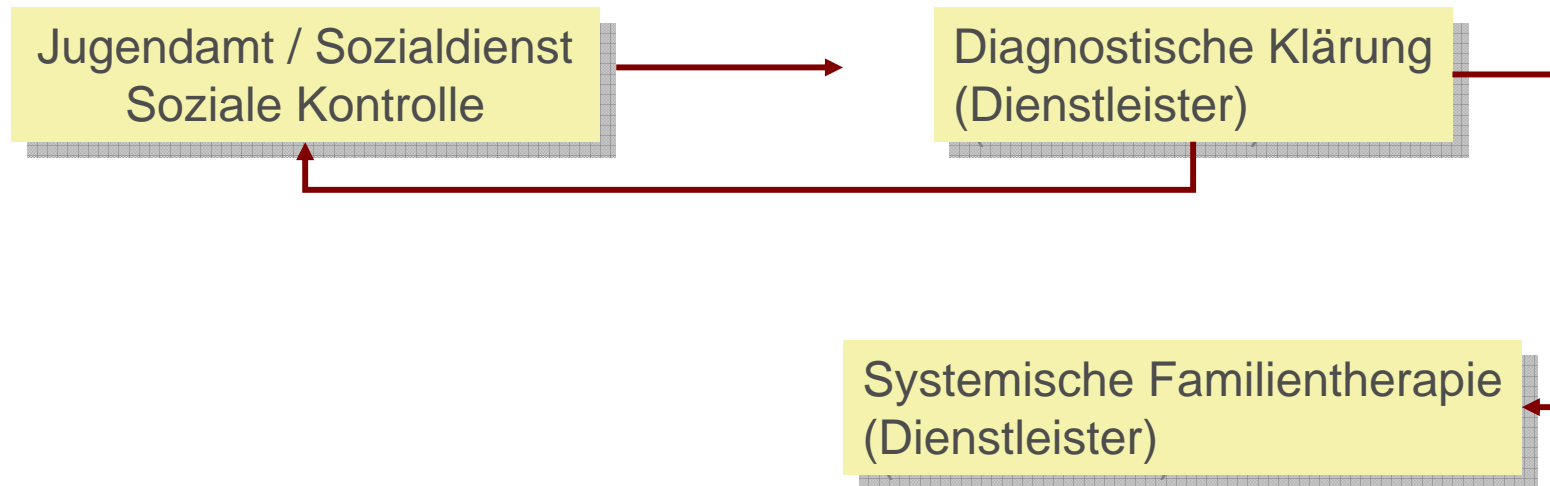 Jugendamt / Sozialdienst
Soziale Kontrolle
Diagnostische Klärung
(Dienstleister)
Systemische Familientherapie
(Dienstleister)